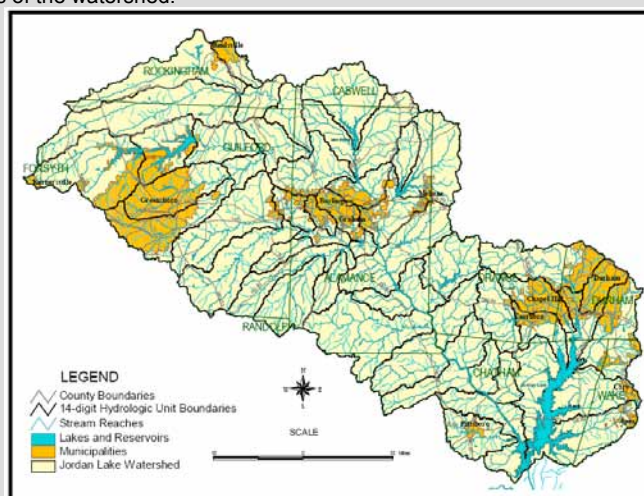 s of the watershed.
ROCKINGHAM
CASWELL
FORSYTH
GUILFORD
Greensboro
Burlington
Graham
ALAMANCE
ORANGE
Durham
Chapel Hill
DURHAM
Carrboro
RANDOLPH
CHATHAM
WAKE
Cary
Apex
Pittsboro
LEGEND
County Boundaries
14-digit Hydrologic Unit Boundaries
Stream Reaches
Lakes and Reservoirs
Municipalities
Jordan Lake Watershed
SCALE